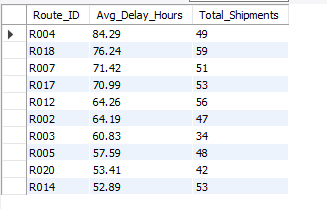 Route_ID Avg_Delay_Hours Total_Shipments
R004 84.29 49
R018 76.24 59
R007 71.42 51
R017 70.99 53
R012 64.26 56
R002 64.19 47
R003 60.83 34
R005 57.59 48
R020 53.41 42
R014 52.89 53